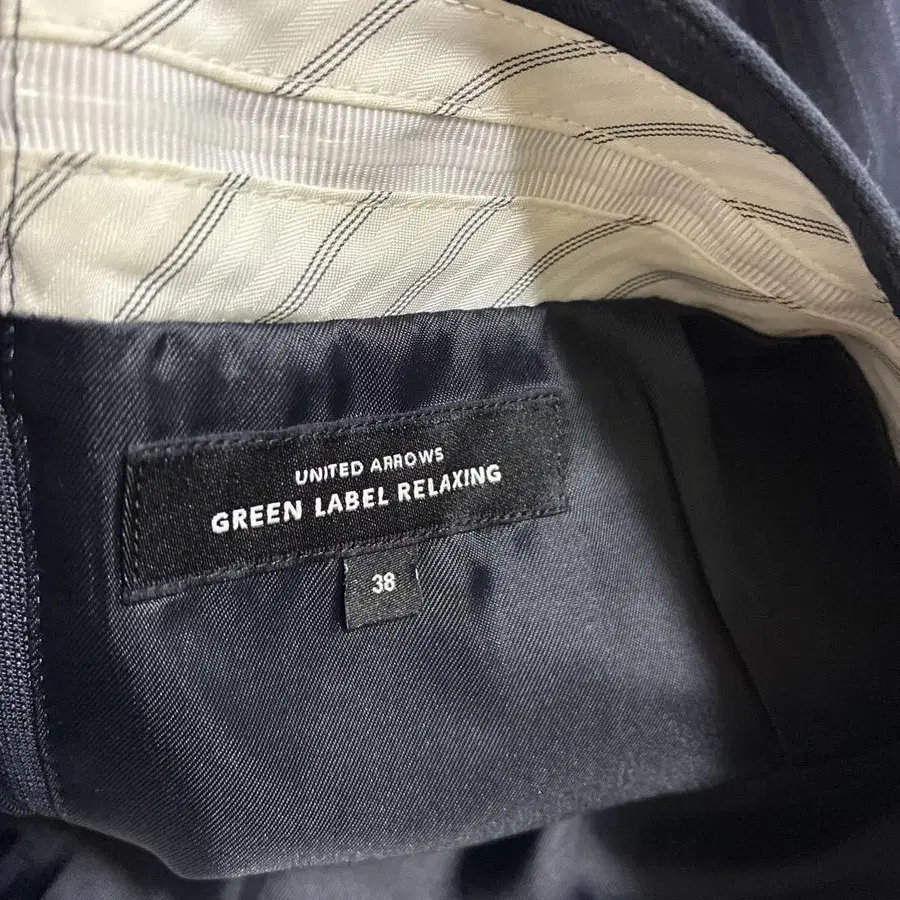 UNITED ARROWS
GREEN LABEL RELAXING
38